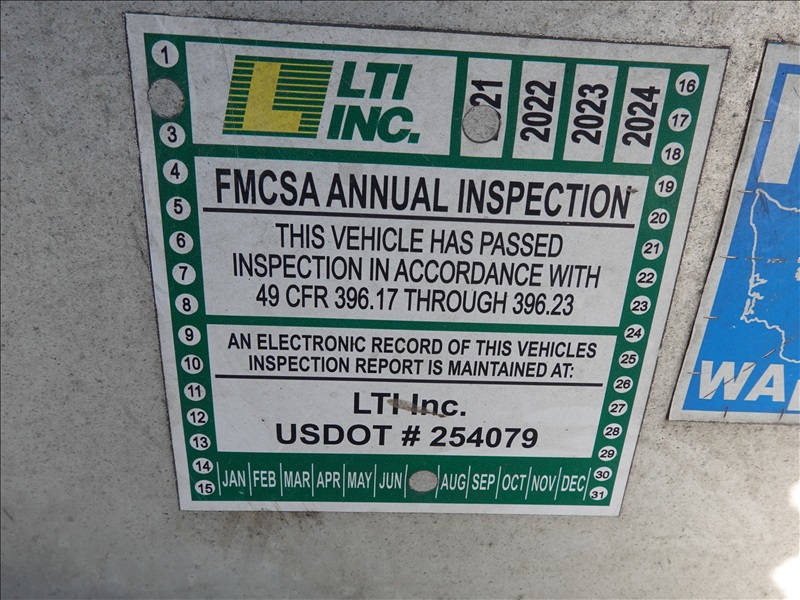 LTI
INC.
21
2022
2023
2024
FMCSA ANNUAL INSPECTION
THIS VEHICLE HAS PASSED
INSPECTION IN ACCORDANCE WITH
49 CFR 396.17 THROUGH 396.23
AN ELECTRONIC RECORD OF THIS VEHICLES
INSPECTION REPORT IS MAINTAINED AT:
LTI Inc.
USDOT # 254079
JAN FEB MAR APR MAY JUN AUG SEP OCT NOV DEC
1
3
4
5
6
7
8
9
10
11
12
13
14
15
16
17
18
19
20
21
22
23
24
25
26
27
28
29
30
31
WA